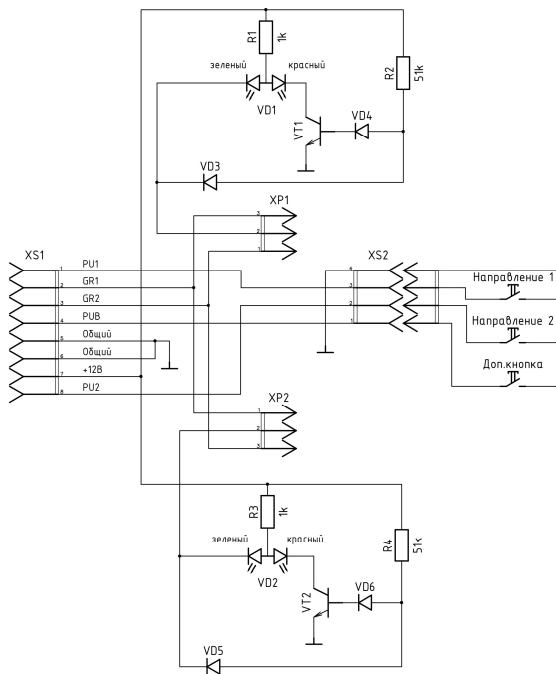 R1
1k
R2
51k
зеленый
красный
VD1
VT1
VD4
VD3
XP1
3
2
1
XS1
XS2
1 PU1
2 GR1
3 GR2
4 PUB
5 Общий
6 Общий
7 +12В
8 PU2
4
3
2
1
Направление 1
Направление 2
Доп.кнопка
XP2
1
2
3
R3
1k
R4
51k
зеленый
красный
VD2
VT2
VD6
VD5